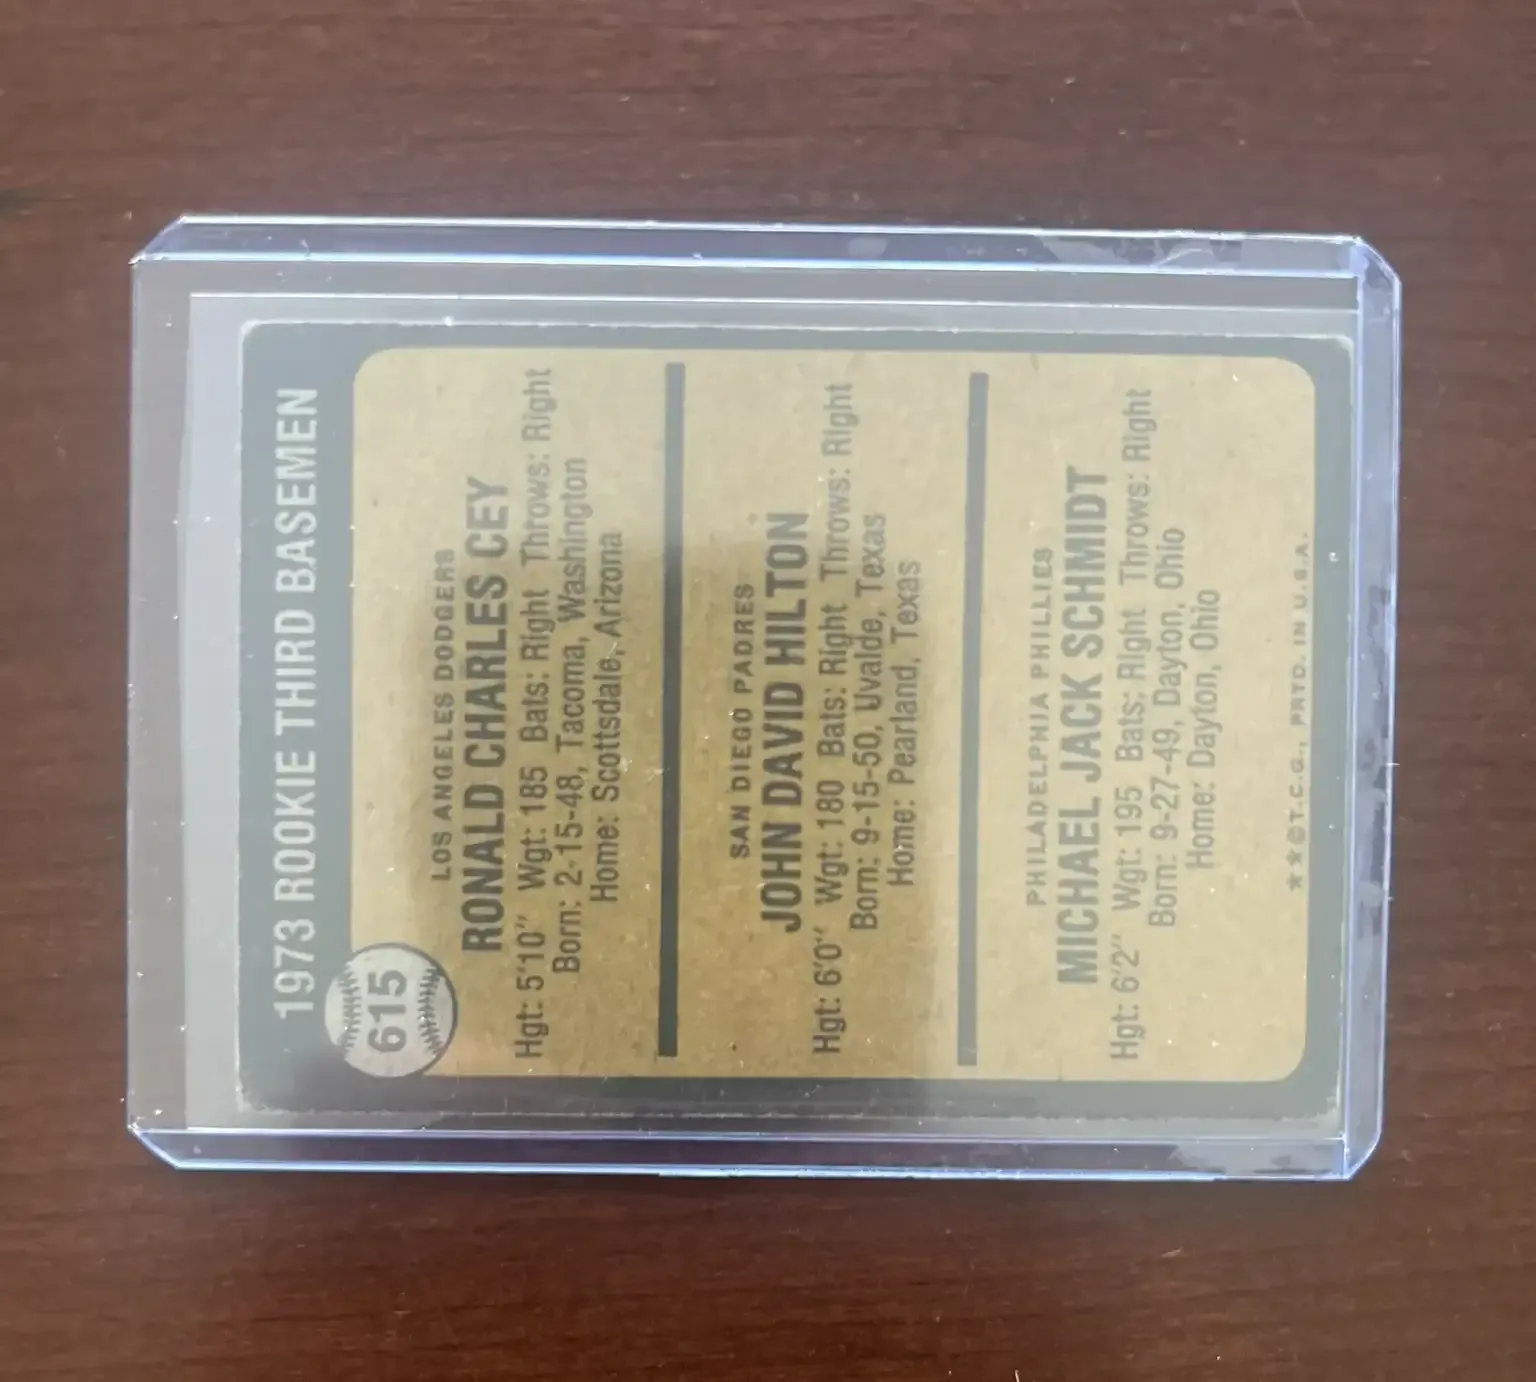 1973 ROOKIE THIRD BASEMEN
615
LOS ANGELES DODGERS
RONALD CHARLES CEY
Hgt: 5'10" Wgt: 185 Bats: Right Throws: Right
Born: 2-15-48, Tacoma, Washington
Home: Scottsdale, Arizona
SAN DIEGO PADRES
JOHN DAVID HILTON
Hgt: 6'0" Wgt: 180 Bats: Right Throws: Right
Born: 9-15-50, Uvalde, Texas
Home: Pearland, Texas
PHILADELPHIA PHILLIES
MICHAEL JACK SCHMIDT
Hgt: 6'2" Wgt: 195 Bats: Right Throws: Right
Born: 9-27-49, Dayton, Ohio
Home: Dayton, Ohio
★★©T.C.G., PRTD. IN U.S.A.